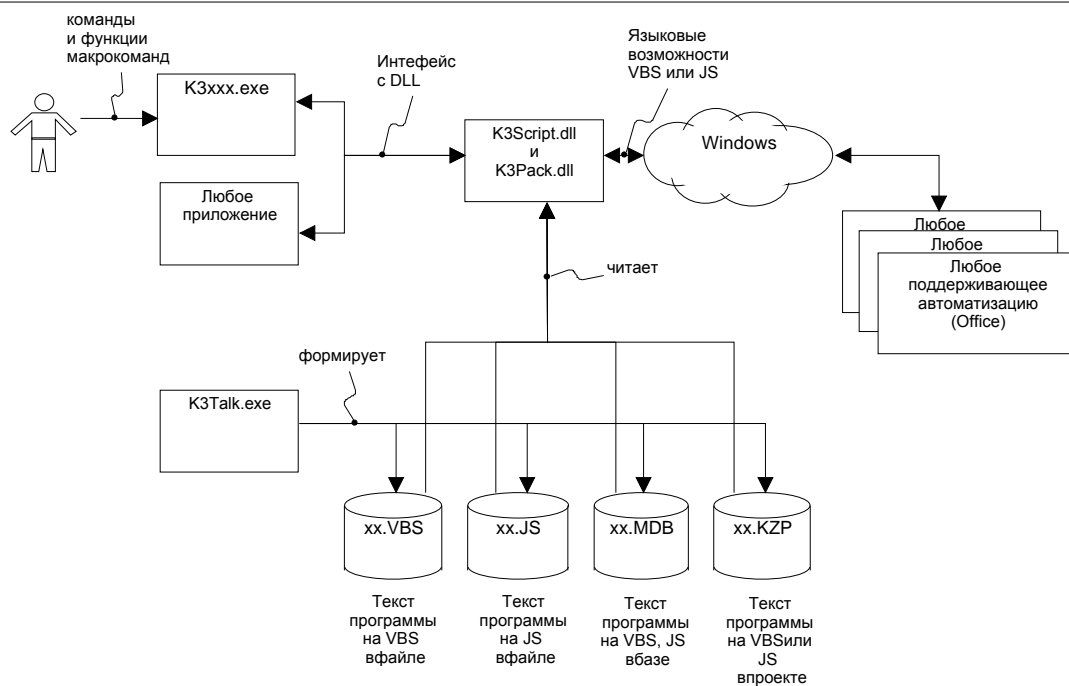 команды
и функции
макрокоманд
K3xxx.exe
Любое
приложение
Интефейс
с DLL
K3Script.dll
и
K3Pack.dll
Языковые
возможности
VBS или JS
Windows
Любое
Любое
Любое
поддерживающее
автоматизацию
(Office)
читает
формирует
K3Talk.exe
xx.VBS
xx.JS
xx.MDB
xx.KZP
Текст
программы
на VBS
вфайле
Текст
программы
на JS
вфайле
Текст
программы
на VBS, JS
вбазе
Текст
программы
на VBSили
JS
впроекте